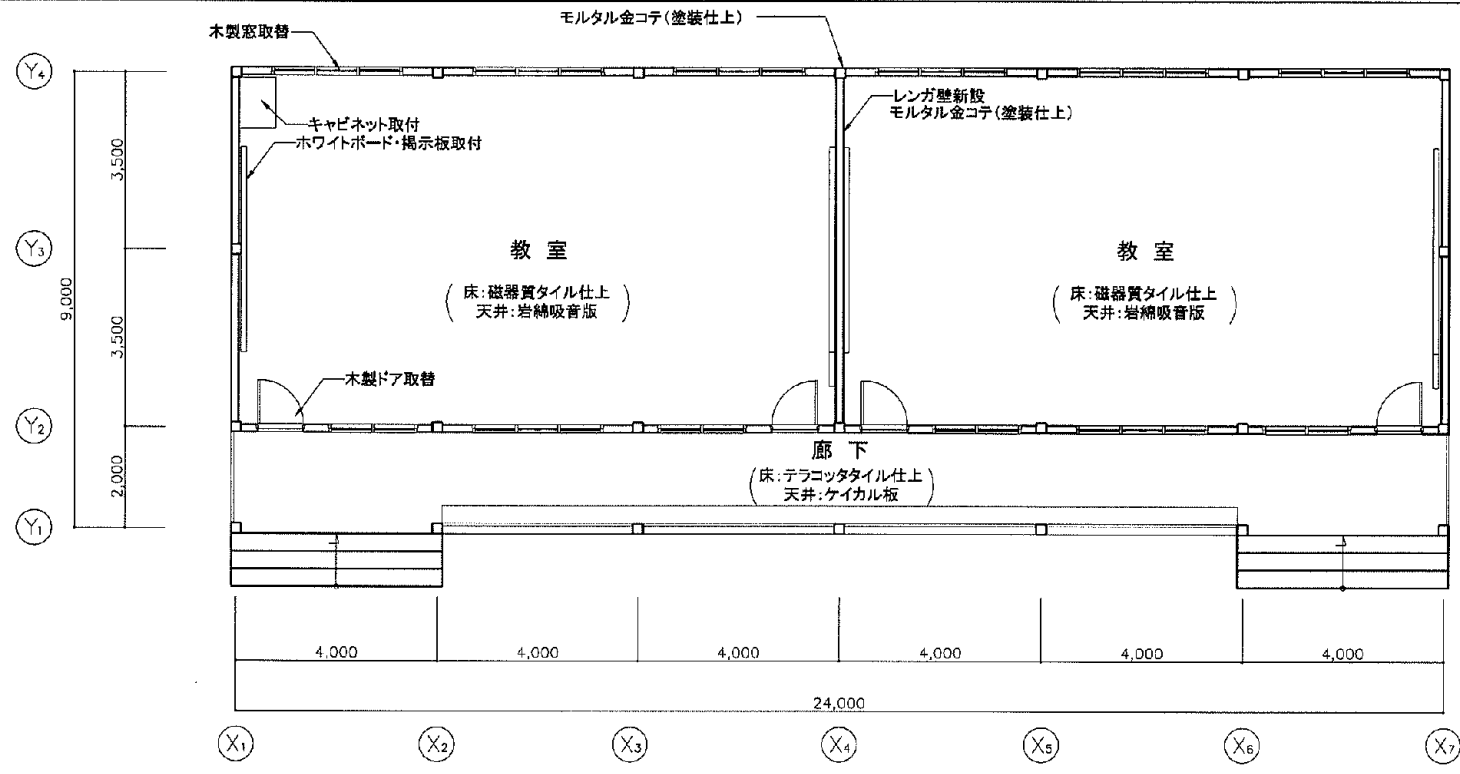 モルタル金コテ(塗装仕上)
木製窓取替
Y4
レンガ壁新設
モルタル金コテ(塗装仕上)
キャビネット取付
ホワイトボード・掲示板取付
3,500
Y3
教室
教室
(床:磁器質タイル仕上
天井:岩綿吸音版)
(床:磁器質タイル仕上
天井:岩綿吸音版)
9,000
3,500
木製ドア取替
Y2
廊下
(床:テラコッタタイル仕上
天井:ケイカル板)
2,000
Y1
4,000
4,000
4,000
4,000
4,000
4,000
24,000
X1
X2
X3
X4
X5
X6
X7